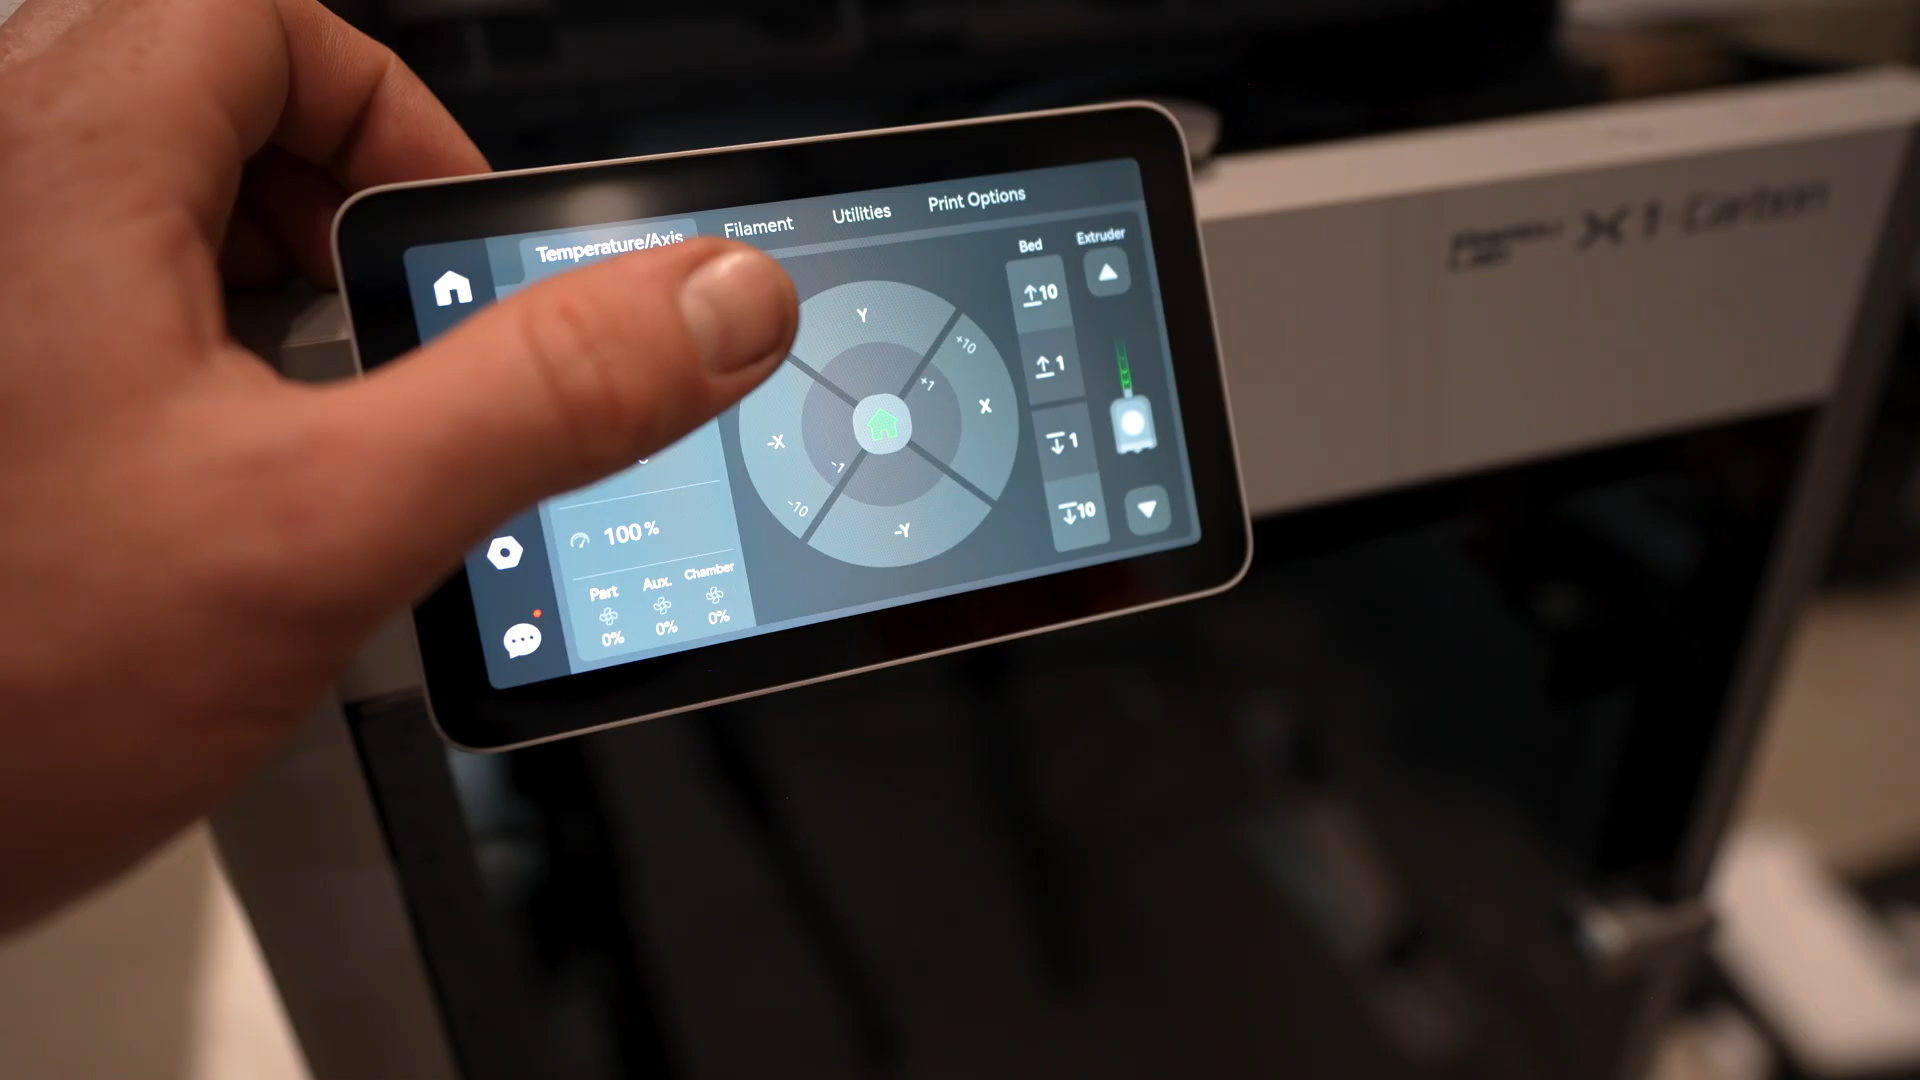 Temperature/Axis Filament Utilities Print Options
Bed Extruder
Y
+10
10
+1
1
X
-X
-1
1
-10
10
-Y
100%
Part Aux. Chamber
0% 0% 0%
X1-Carbon